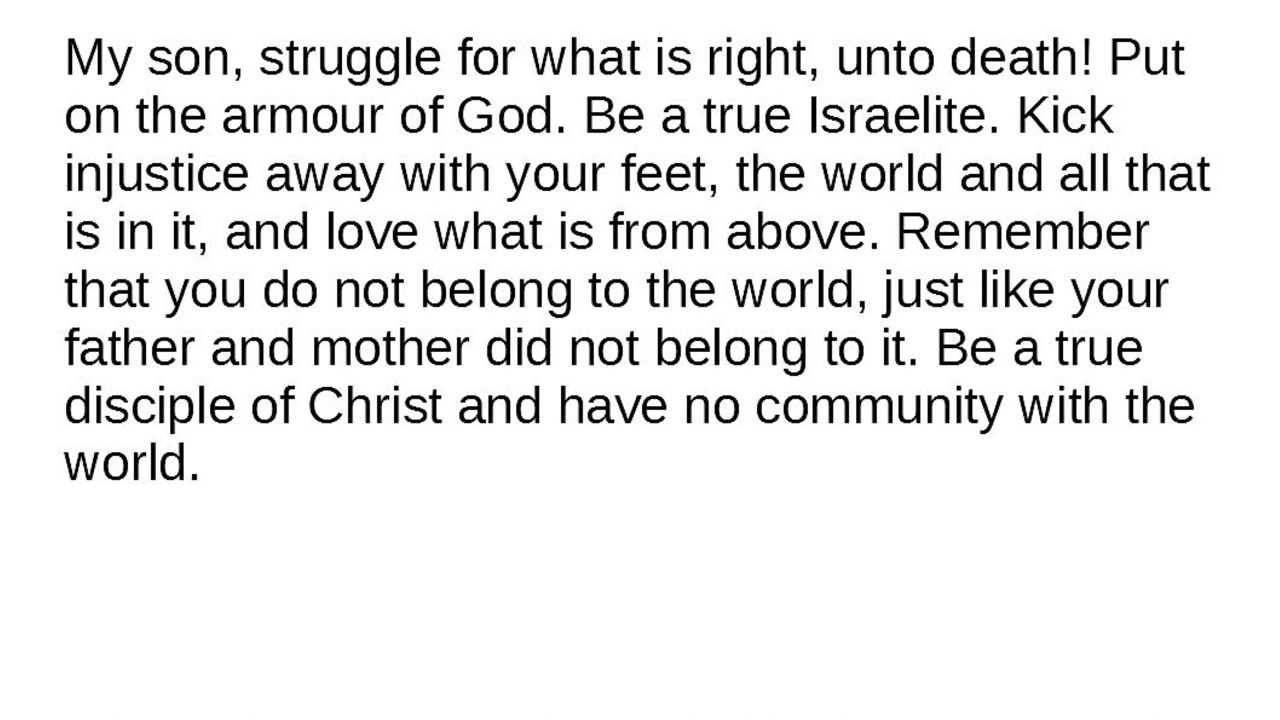 My son, struggle for what is right, unto death! Put
on the armour of God. Be a true Israelite. Kick
injustice away with your feet, the world and all that
is in it, and love what is from above. Remember
that you do not belong to the world, just like your
father and mother did not belong to it. Be a true
disciple of Christ and have no community with the
world.